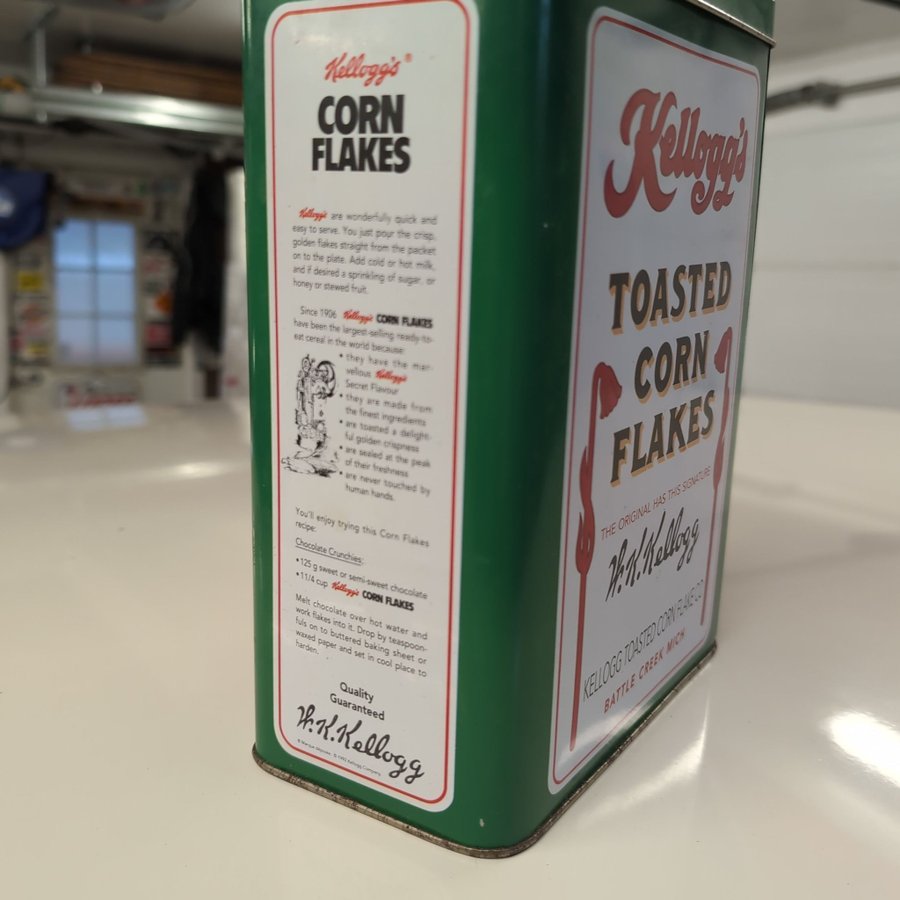 Kellogg's®
CORN
FLAKES
Kellogg's are wonderfully quick and
easy to serve. You just pour the crisp,
golden flakes straight from the packet
on to the plate. Add cold or hot milk,
and if desired a sprinkling of sugar, or
honey or stewed fruit.
Since 1906 Kellogg's CORN FLAKES
have been the largest-selling ready-to-
eat cereal in the world because:
• they have the mar-
vellous Kellogg's
Secret Flavour
• they are made from
the finest ingredients
• are toasted a delight-
ful golden crispness
• are sealed at the peak
of their freshness
• are never touched by
human hands.
You'll enjoy trying this Corn Flakes
recipe:
Chocolate Crunchies:
• 125 g sweet or semi-sweet chocolate
• 1 1/4 cup Kellogg's CORN FLAKES
Melt chocolate over hot water and
work flakes into it. Drop by teaspoon-
fuls on to buttered baking sheet or
waxed paper and set in cool place to
harden.
Quality
Guaranteed
W.K.Kellogg
Kellogg Company
Kellogg's
TOASTED
CORN
FLAKES
THE ORIGINAL HAS THIS SIGNATURE
W.K.Kellogg
KELLOGG TOASTED CORN FLAKE CO.
BATTLE CREEK MICH.